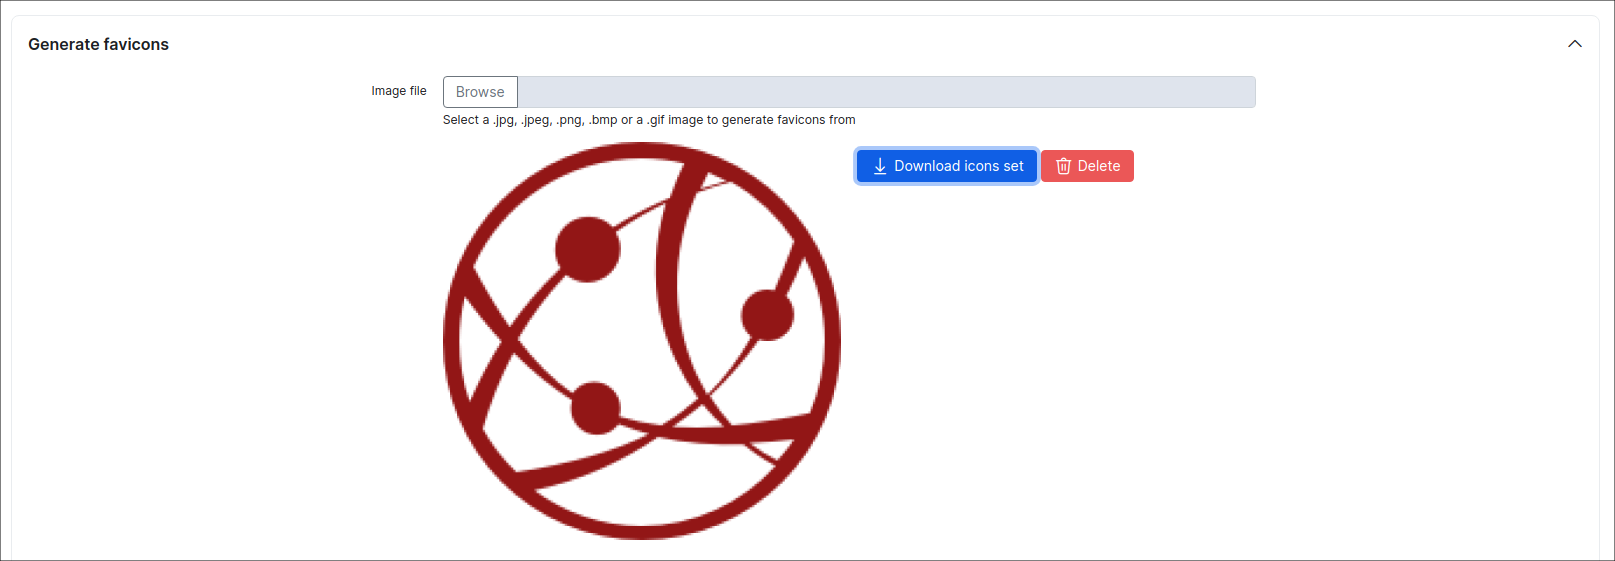 Generate favicons
Image file
Browse
Select a .jpg, .jpeg, .png, .bmp or a .gif image to generate favicons from
Download icons set
Delete